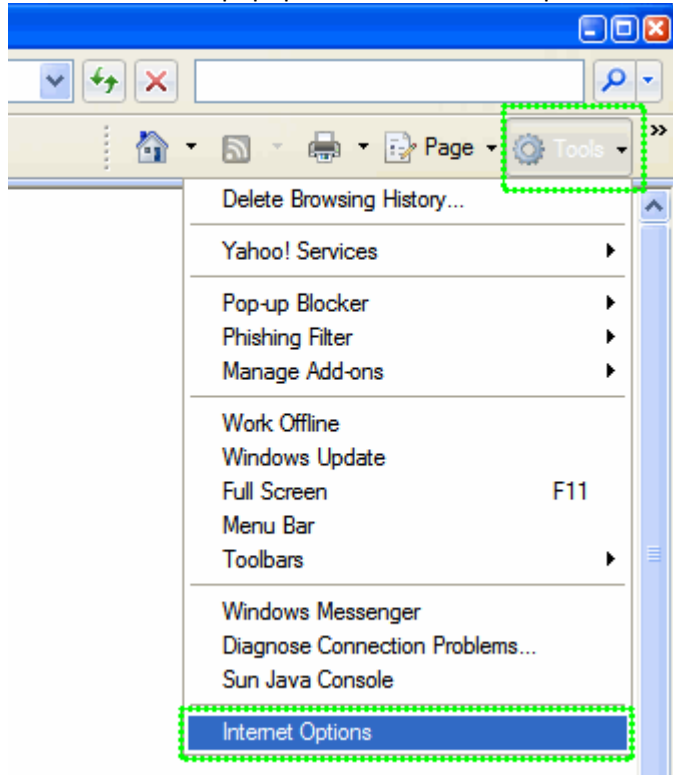 Page
Tools
»
Delete Browsing History...
Yahoo! Services
Pop-up Blocker
Phishing Filter
Manage Add-ons
Work Offline
Windows Update
Full Screen F11
Menu Bar
Toolbars
Windows Messenger
Diagnose Connection Problems...
Sun Java Console
Internet Options